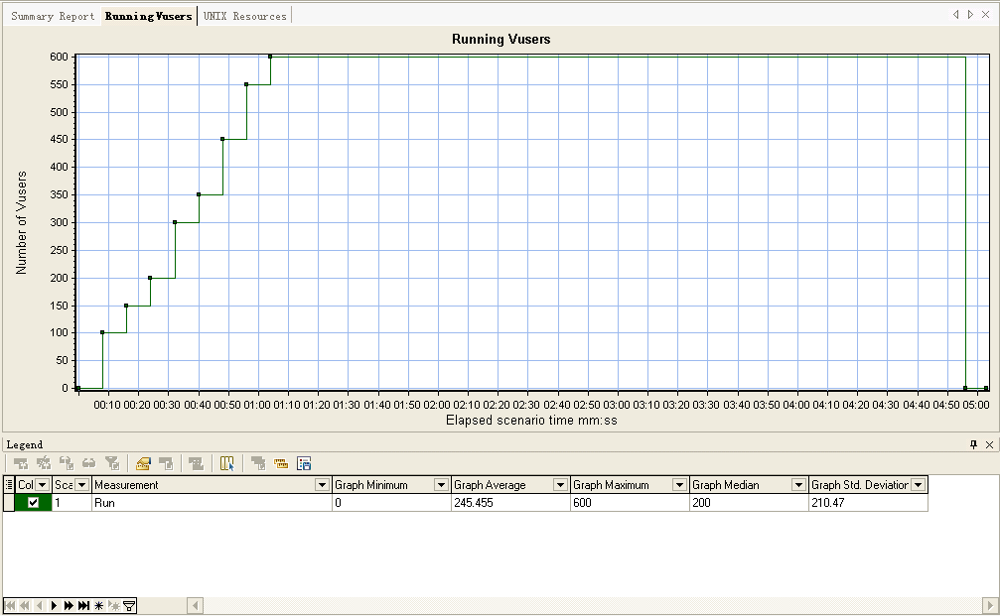 Summary Report Running Vusers UNIX Resources
Running Vusers
600
550
500
450
400
350
300
250
200
150
100
50
0
Number of Vusers
00:10 00:20 00:30 00:40 00:50 01:00 01:10 01:20 01:30 01:40 01:50 02:00 02:10 02:20 02:30 02:40 02:50 03:00 03:10 03:20 03:30 03:40 03:50 04:00 04:10 04:20 04:30 04:40 04:50 05:00
Elapsed scenario time mm:ss
Legend
Col Sca Measurement Graph Minimum Graph Average Graph Maximum Graph Median Graph Std. Deviation
1 Run 0 245.455 600 200 210.47